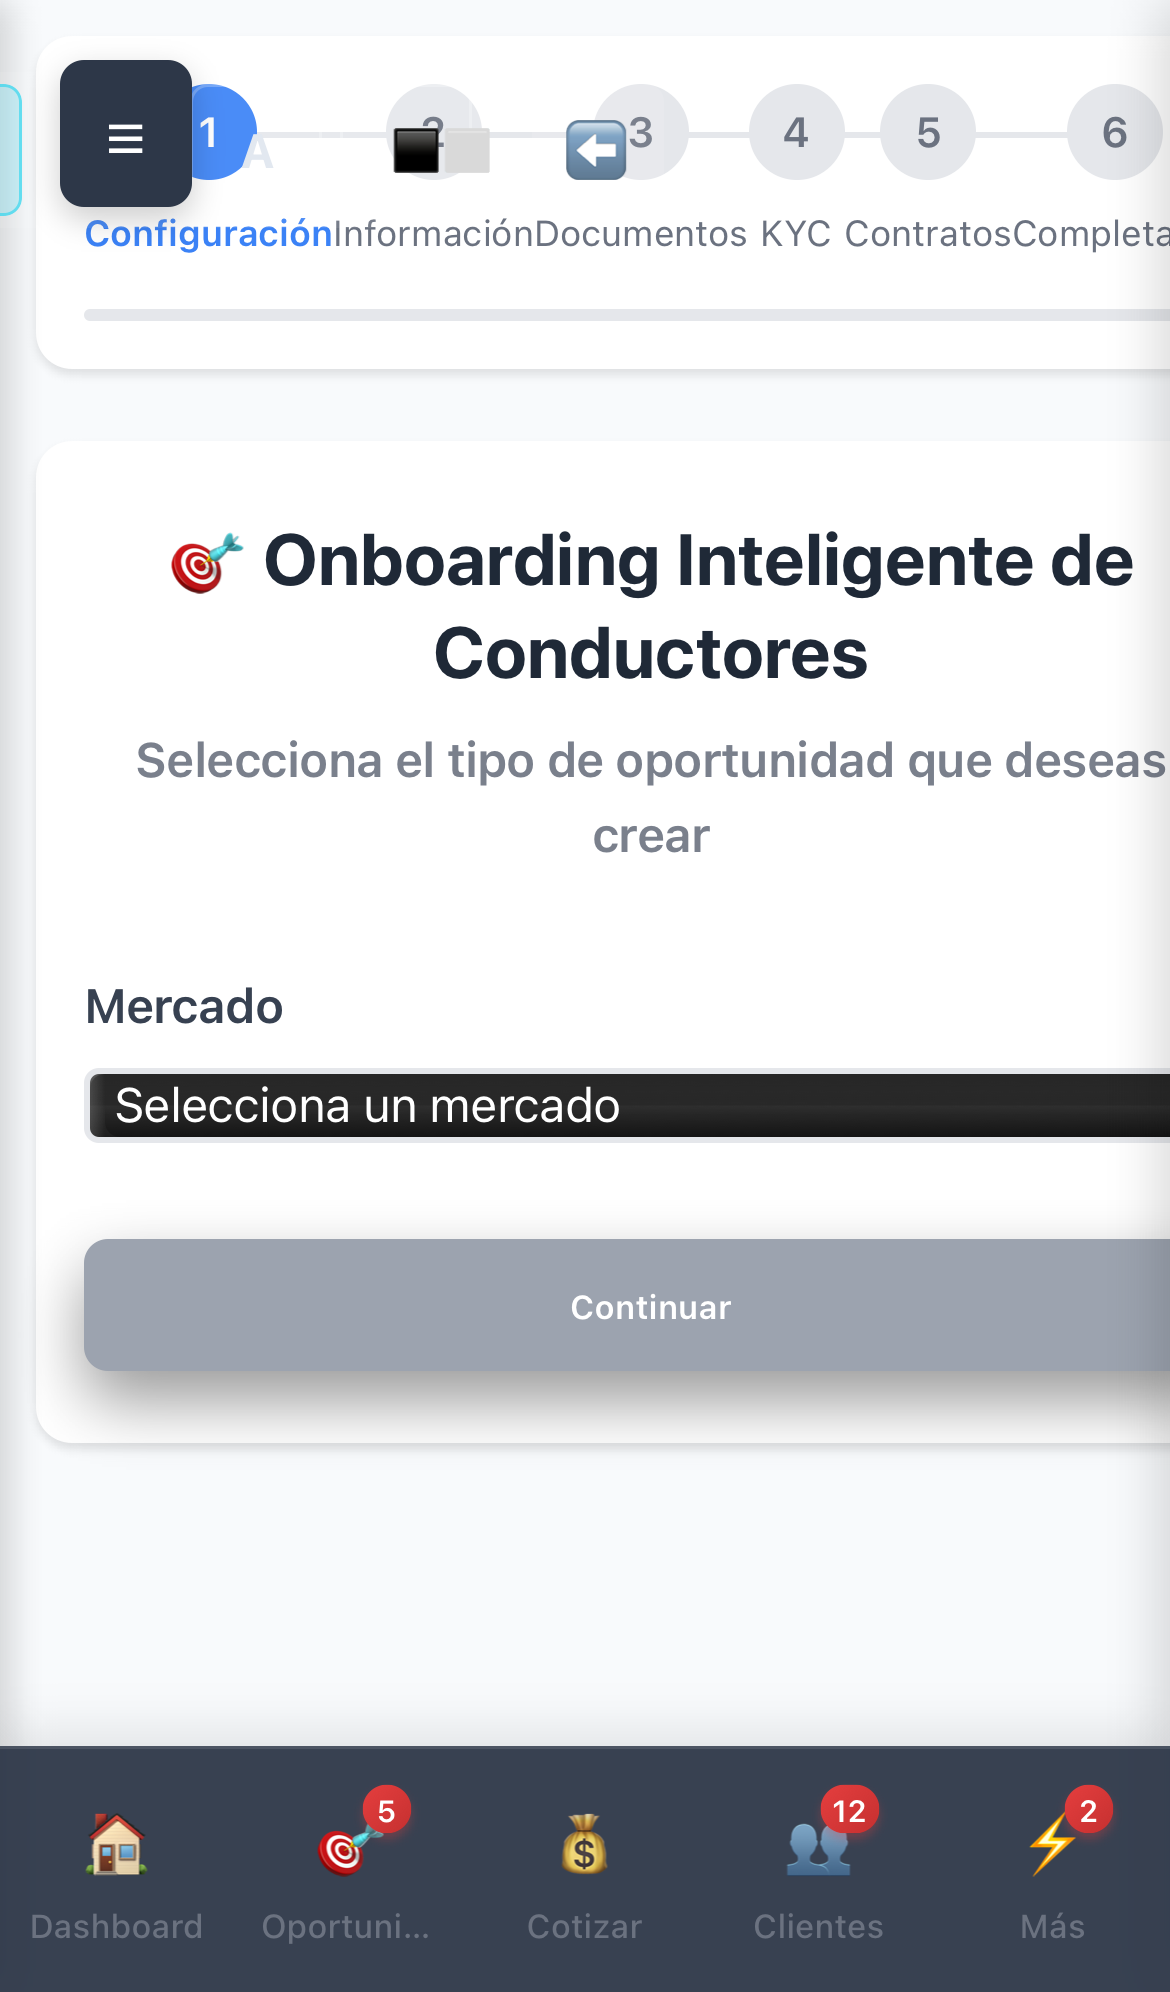 ☰
1
A
2
3
4
5
6
Configuración
Información
Documentos
KYC
Contratos
Completa
🎯 Onboarding Inteligente de
Conductores
Selecciona el tipo de oportunidad que deseas
crear
Mercado
Selecciona un mercado
Continuar
5
12
2
Dashboard
Oportuni...
Cotizar
Clientes
Más